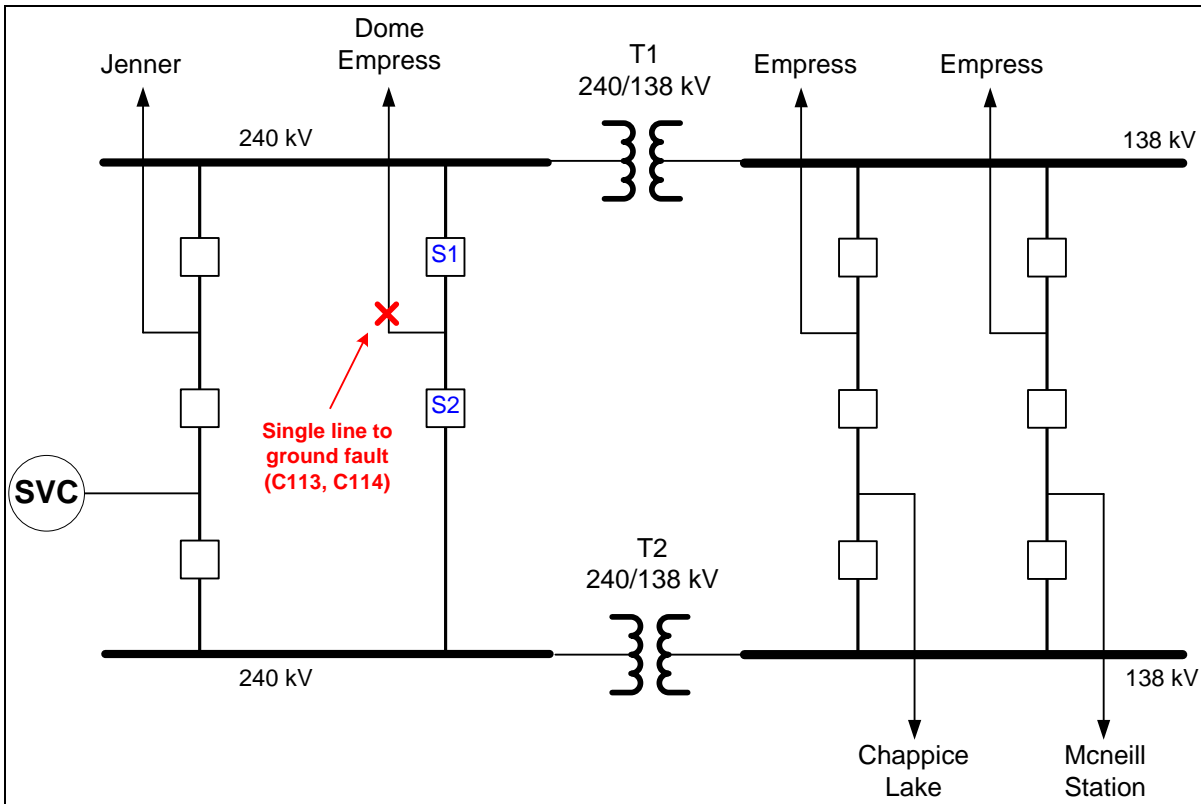 Dome
Empress
Jenner
T1
240/138 kV
Empress
Empress
240 kV
138 kV
S1
S2
Single line to
ground fault
(C113, C114)
SVC
T2
240/138 kV
240 kV
138 kV
Chappice
Lake
Mcneill
Station